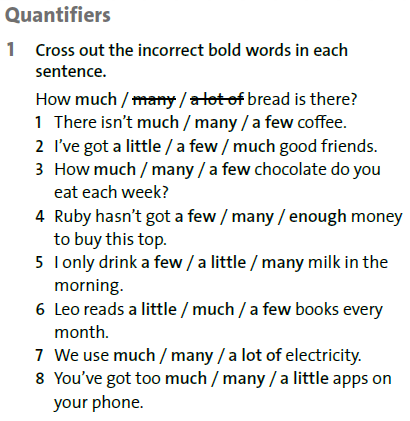 Quantifiers
1 Cross out the incorrect bold words in each
sentence.
How much / many / a lot of bread is there?
1 There isn't much / many / a few coffee.
2 I've got a little / a few / much good friends.
3 How much / many / a few chocolate do you
eat each week?
4 Ruby hasn't got a few / many / enough money
to buy this top.
5 I only drink a few / a little / many milk in the
morning.
6 Leo reads a little / much / a few books every
month.
7 We use much / many / a lot of electricity.
8 You've got too much / many / a little apps on
your phone.